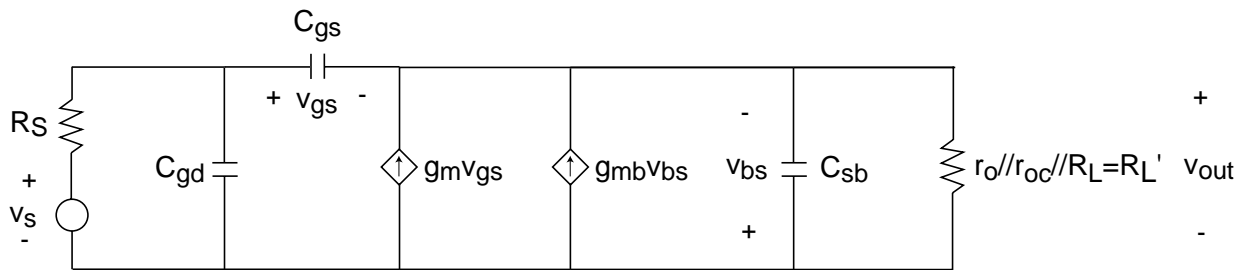 Cgs
+ vgs -
RS
+
vs
-
Cgd
gmvgs
gmbvbs
-
vbs
+
Csb
ro//roc//RL=RL'
+
vout
-